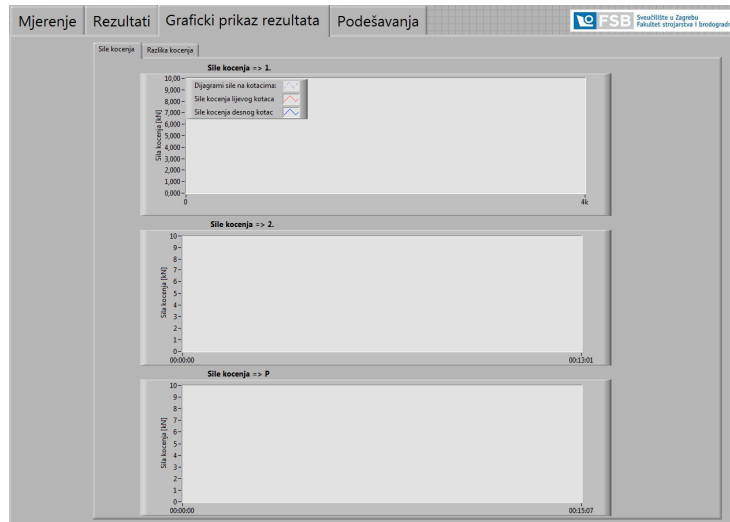 Mjerenje
Rezultati
Graficki prikaz rezultata
Podešavanja
FSB
Sveučilište u Zagrebu
Fakultet strojarstva i brodograd
Sile kocenja
Razlika kocenja
Sile kocenja => 1.
Dijagrami sile na kotacima:
Sile kocenja lijevog kotaca
Sile kocenja desnog kotac
Sila kocenja [kN]
10,00
9,000
8,000
7,000
6,000
5,000
4,000
3,000
2,000
1,000
0,000
0
4k
Sile kocenja => 2.
Sila kocenja [kN]
10
9
8
7
6
5
4
3
2
1
0
00:00:00
00:13:01
Sile kocenja => P
Sila kocenja [kN]
10
9
8
7
6
5
4
3
2
1
0
00:00:00
00:15:07